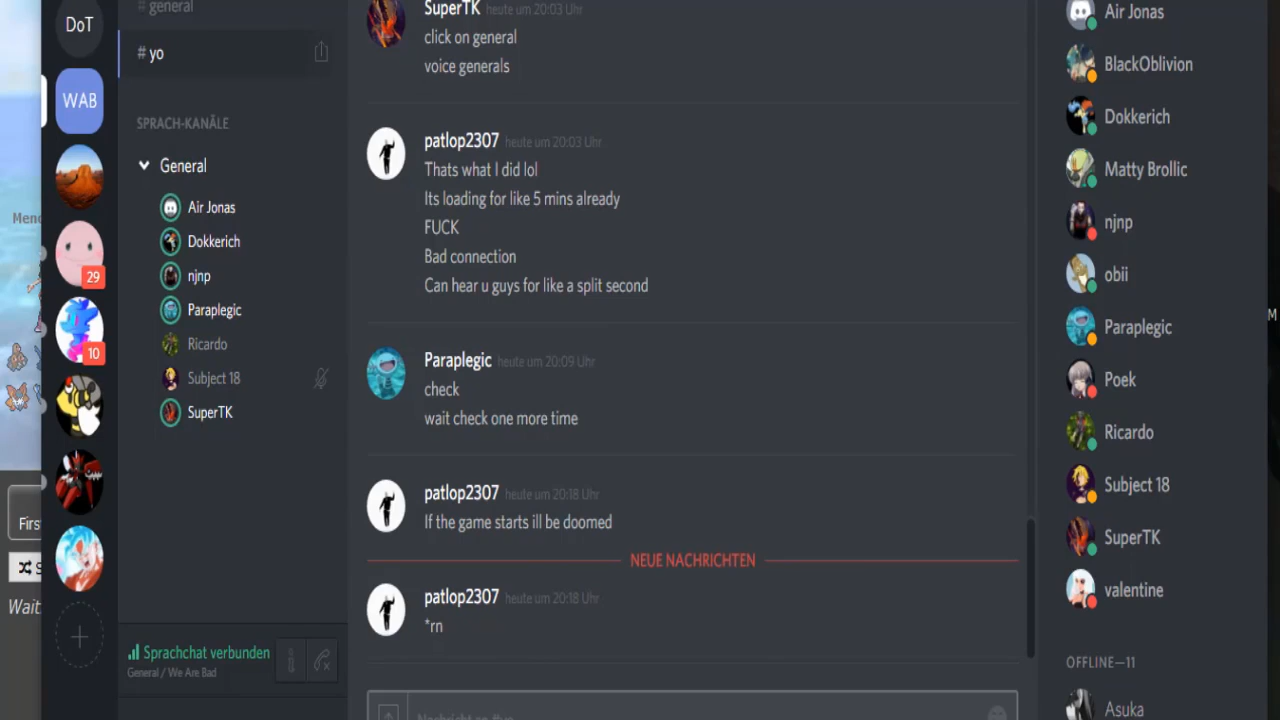 DoT
WAB
Menc
29
10
Firs
S
Wait
# general
# yo
SPRACH-KANÄLE
General
Air Jonas
Dokkerich
njnp
Paraplegic
Ricardo
Subject 18
SuperTK
Sprachchat verbunden
General / We Are Bad
SuperTK heute um 20:03 Uhr
click on general
voice generals
patlop2307 heute um 20:03 Uhr
Thats what I did lol
Its loading for like 5 mins already
FUCK
Bad connection
Can hear u guys for like a split second
Paraplegic heute um 20:09 Uhr
check
wait check one more time
patlop2307 heute um 20:18 Uhr
If the game starts ill be doomed
NEUE NACHRICHTEN
patlop2307 heute um 20:18 Uhr
*rn
Nachricht an #yo
Air Jonas
BlackOblivion
Dokkerich
Matty Brollic
njnp
obii
Paraplegic
Poek
Ricardo
Subject 18
SuperTK
valentine
OFFLINE—11
Asuka
M